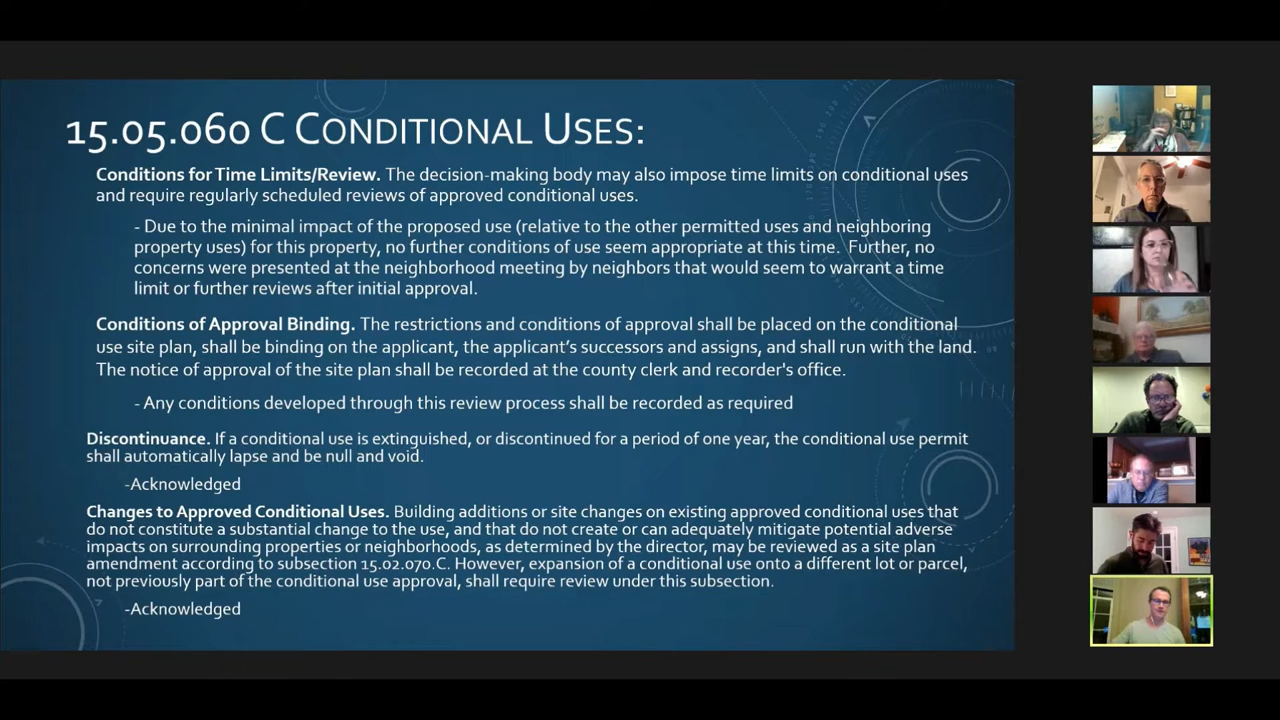 15.05.060 C CONDITIONAL USES:
Conditions for Time Limits/Review. The decision-making body may also impose time limits on conditional uses
and require regularly scheduled reviews of approved conditional uses.
- Due to the minimal impact of the proposed use (relative to the other permitted uses and neighboring
property uses) for this property, no further conditions of use seem appropriate at this time. Further, no
concerns were presented at the neighborhood meeting by neighbors that would seem to warrant a time
limit or further reviews after initial approval.
Conditions of Approval Binding. The restrictions and conditions of approval shall be placed on the conditional
use site plan, shall be binding on the applicant, the applicant's successors and assigns, and shall run with the land.
The notice of approval of the site plan shall be recorded at the county clerk and recorder's office.
- Any conditions developed through this review process shall be recorded as required
Discontinuance. If a conditional use is extinguished, or discontinued for a period of one year, the conditional use permit
shall automatically lapse and be null and void.
-Acknowledged
Changes to Approved Conditional Uses. Building additions or site changes on existing approved conditional uses that
do not constitute a substantial change to the use, and that do not create or can adequately mitigate potential adverse
impacts on surrounding properties or neighborhoods, as determined by the director, may be reviewed as a site plan
amendment according to subsection 15.02.070.C. However, expansion of a conditional use onto a different lot or parcel,
not previously part of the conditional use approval, shall require review under this subsection.
-Acknowledged